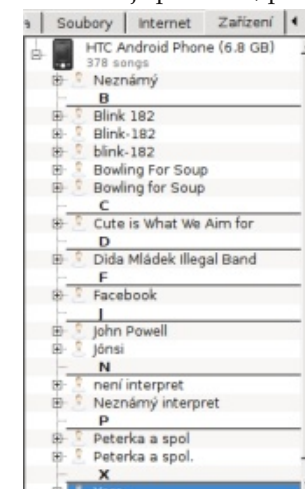 Soubory Internet Zařízení
HTC Android Phone (6.8 GB)
378 songs
Neznámý
B
Blink 182
Blink-182
blink-182
Bowling For Soup
Bowling for Soup
C
Cute is What We Aim for
D
Dida Mládek Illegal Band
F
Facebook
J
John Powell
Jónsi
N
není interpret
Neznámý interpret
P
Peterka a spol
Peterka a spol.
X